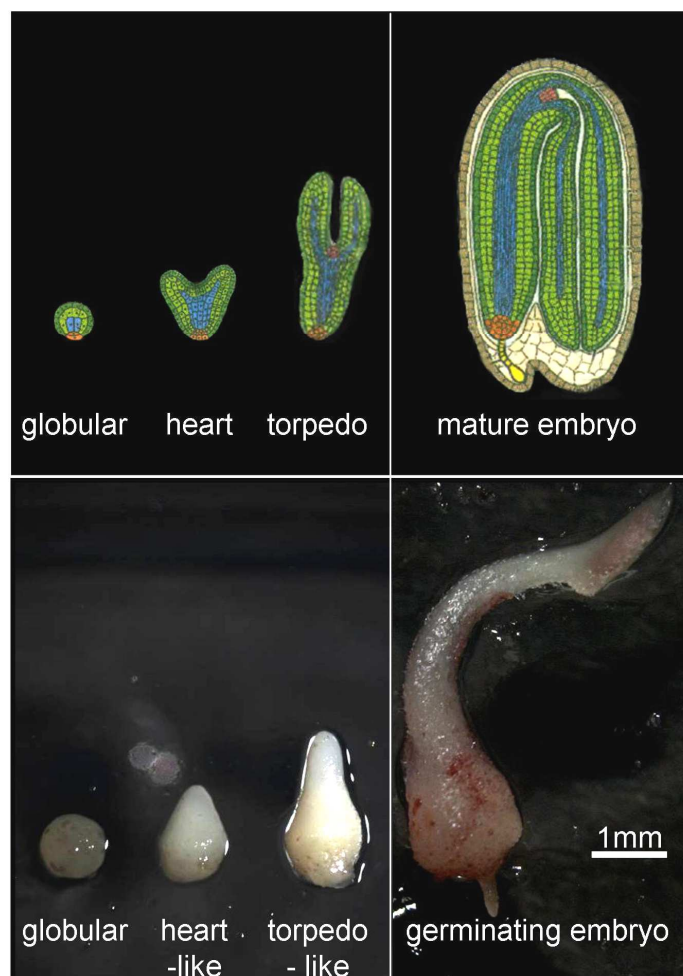 globular heart torpedo
mature embryo
1mm
globular heart torpedo
-like - like
germinating embryo